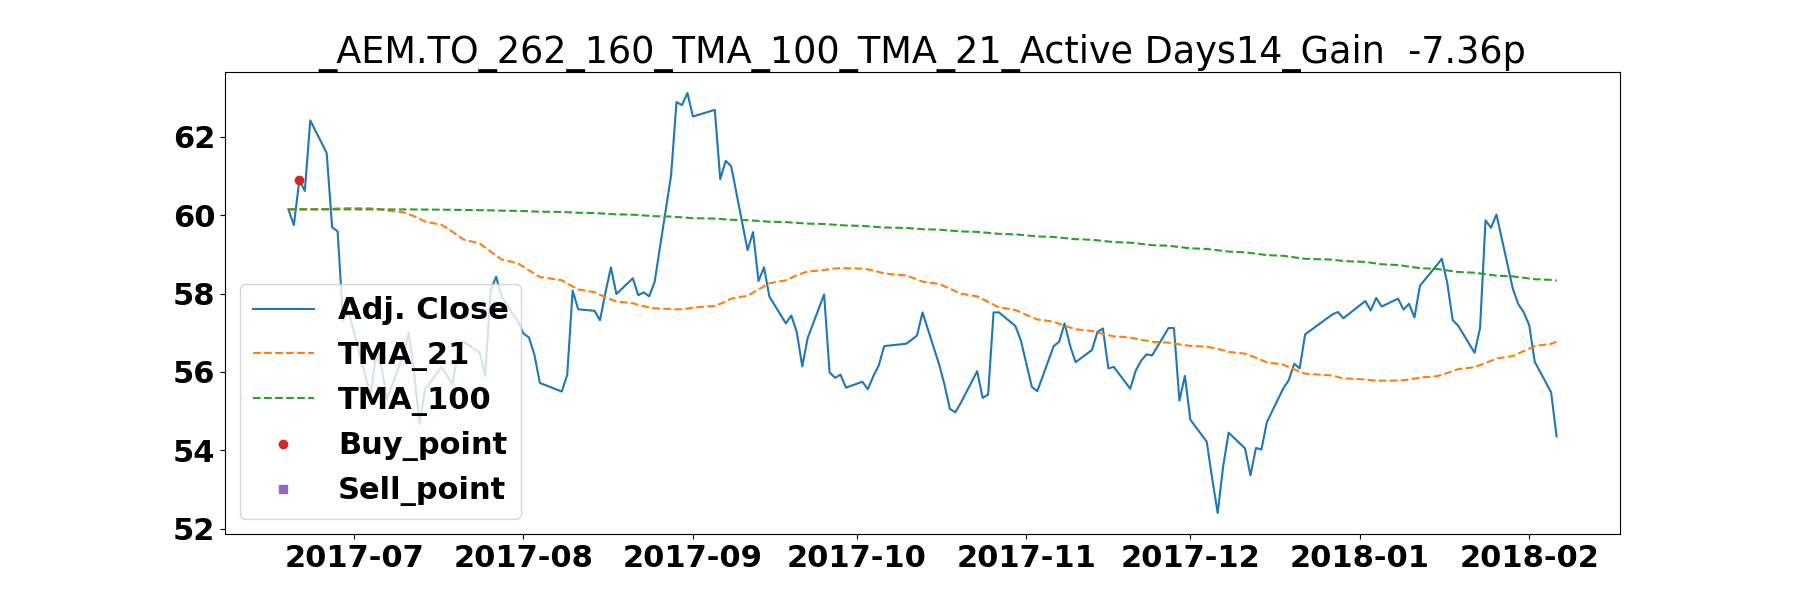 _AEM.TO_262_160_TMA_100_TMA_21_Active Days14_Gain  -7.36p
62
60
58
56
54
52
Adj. Close
TMA_21
TMA_100
Buy_point
Sell_point
2017-07 2017-08 2017-09 2017-10 2017-11 2017-12 2018-01 2018-02